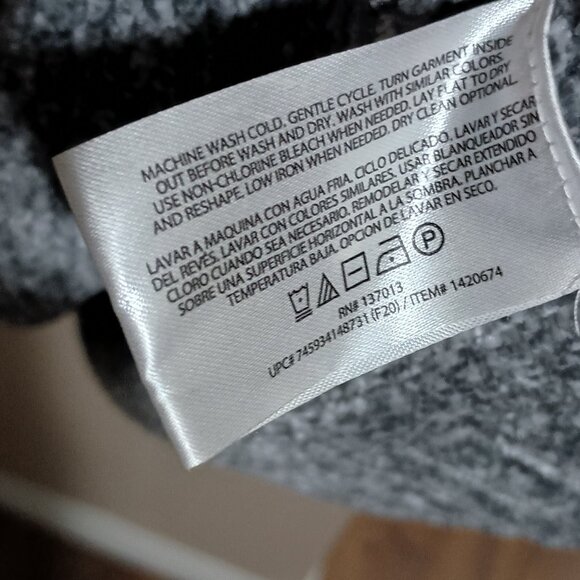 MACHINE WASH COLD. GENTLE CYCLE. TURN GARMENT INSIDE
OUT BEFORE WASH AND DRY. WASH WITH SIMILAR COLORS.
USE NON-CHLORINE BLEACH WHEN NEEDED. LAY FLAT TO DRY
AND RESHAPE. LOW IRON WHEN NEEDED. DRY CLEAN OPTIONAL.
LAVAR A MAQUINA CON AGUA FRIA. CICLO DELICADO. LAVAR Y SECAR
DEL REVÉS. LAVAR CON COLORES SIMILARES. USAR BLANQUEADOR SIN
CLORO CUANDO SEA NECESARIO. REMODELAR Y SECAR EXTENDIDO
SOBRE UNA SUPERFICIE HORIZONTAL A LA SOMBRA. PLANCHAR A
TEMPERATURA BAJA. OPCION DE LAVAR EN SECO.
P
RN# 137013
UPC# 745934148731 (F20) / ITEM# 1420674